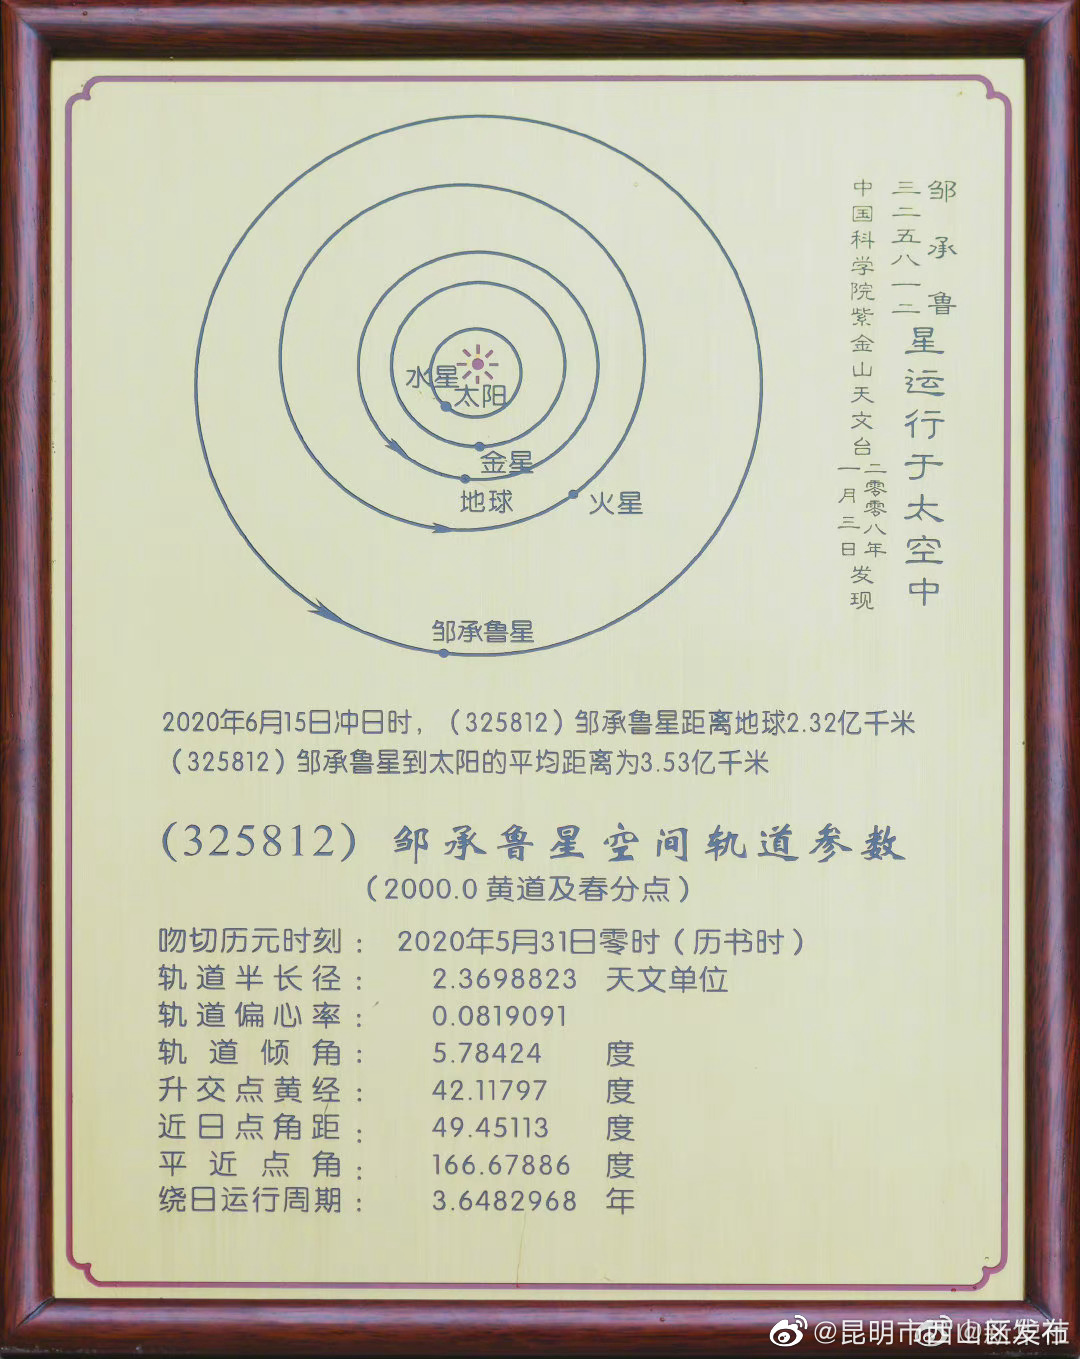 邹承鲁
三二五八一二
星运行于太空中
中国科学院紫金山天文台
二零零八年
一月三日
发现
水星
太阳
金星
地球
火星
邹承鲁星
2020年6月15日冲日时，（325812）邹承鲁星距离地球2.32亿千米
（325812）邹承鲁星到太阳的平均距离为3.53亿千米
（325812）邹承鲁星空间轨道参数
（2000.0 黄道及春分点）
吻切历元时刻： 2020年5月31日零时（历书时）
轨道半长径： 2.3698823 天文单位
轨道偏心率： 0.0819091
轨道倾角： 5.78424 度
升交点黄经： 42.11797 度
近日点角距： 49.45113 度
平近点角： 166.67886 度
绕日运行周期： 3.6482968 年
@昆明市西山区发布